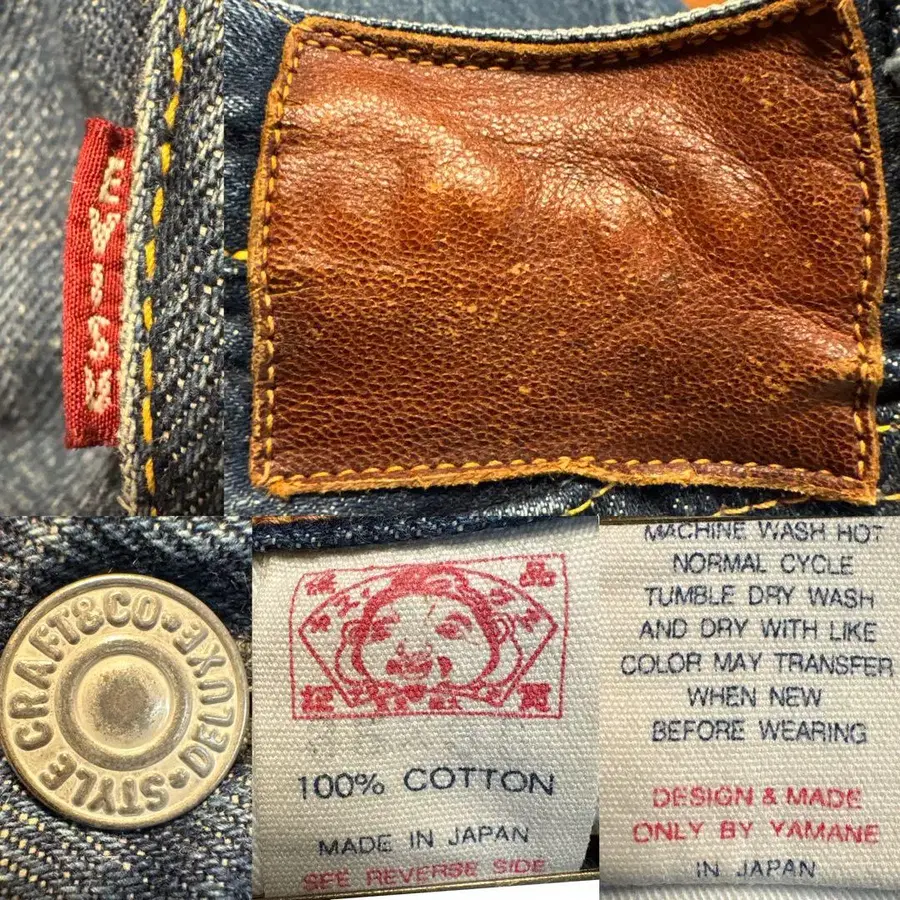 EVISU
DELUXE•STYLE CRAFT&CO•
100% COTTON
MADE IN JAPAN
SEE REVERSE SIDE
MACHINE WASH HOT
NORMAL CYCLE
TUMBLE DRY WASH
AND DRY WITH LIKE
COLOR MAY TRANSFER
WHEN NEW
BEFORE WEARING
DESIGN & MADE
ONLY BY YAMANE
IN JAPAN